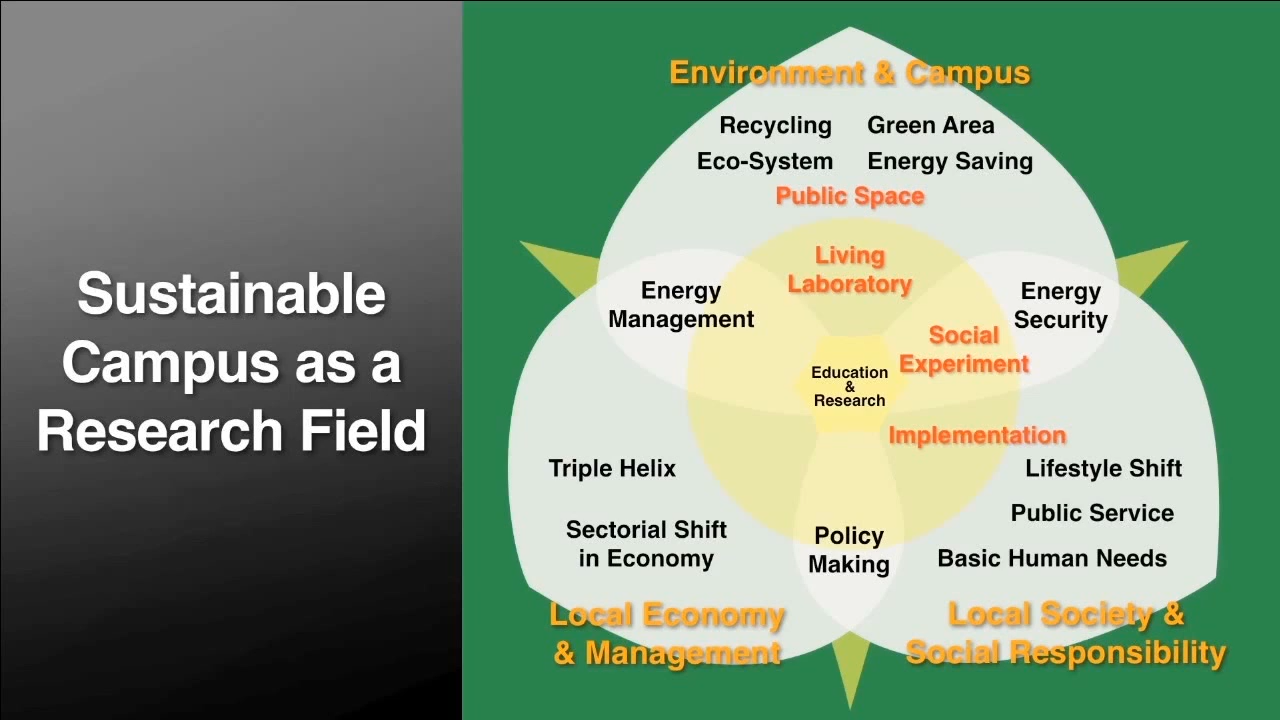 Sustainable
Campus as a
Research Field
Environment & Campus
Recycling Green Area
Eco-System Energy Saving
Public Space
Living
Laboratory
Energy
Management
Energy
Security
Social
Experiment
Education
&
Research
Implementation
Triple Helix
Lifestyle Shift
Public Service
Sectorial Shift
in Economy
Policy
Making
Basic Human Needs
Local Economy
& Management
Local Society &
Social Responsibility